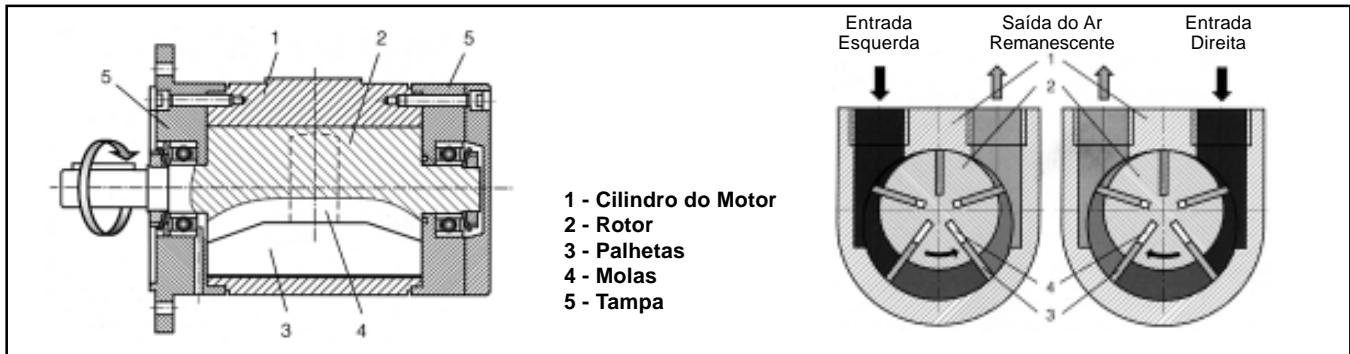 1
2
5
5
3
4
1 - Cilindro do Motor
2 - Rotor
3 - Palhetas
4 - Molas
5 - Tampa
Entrada
Esquerda
Saída do Ar
Remanescente
Entrada
Direita
1
2
4
3